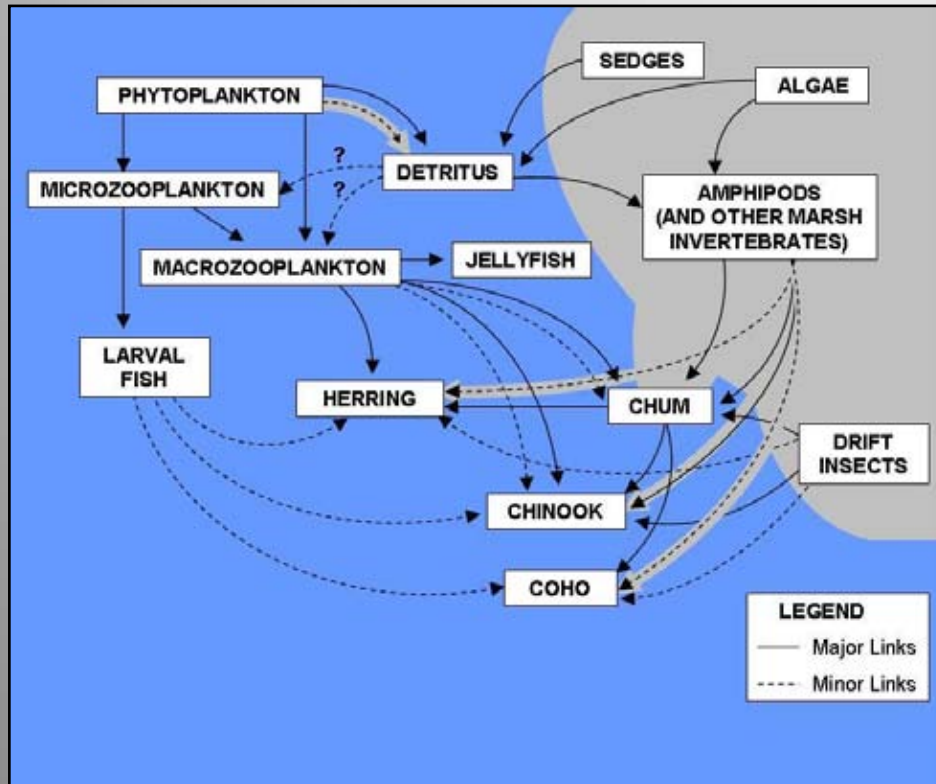 SEDGES
ALGAE
PHYTOPLANKTON
?
DETRITUS
?
MICROZOOPLANKTON
AMPHIPODS
(AND OTHER MARSH
INVERTEBRATES)
MACROZOOPLANKTON
JELLYFISH
LARVAL
FISH
HERRING
CHUM
DRIFT
INSECTS
CHINOOK
COHO
LEGEND
Major Links
Minor Links